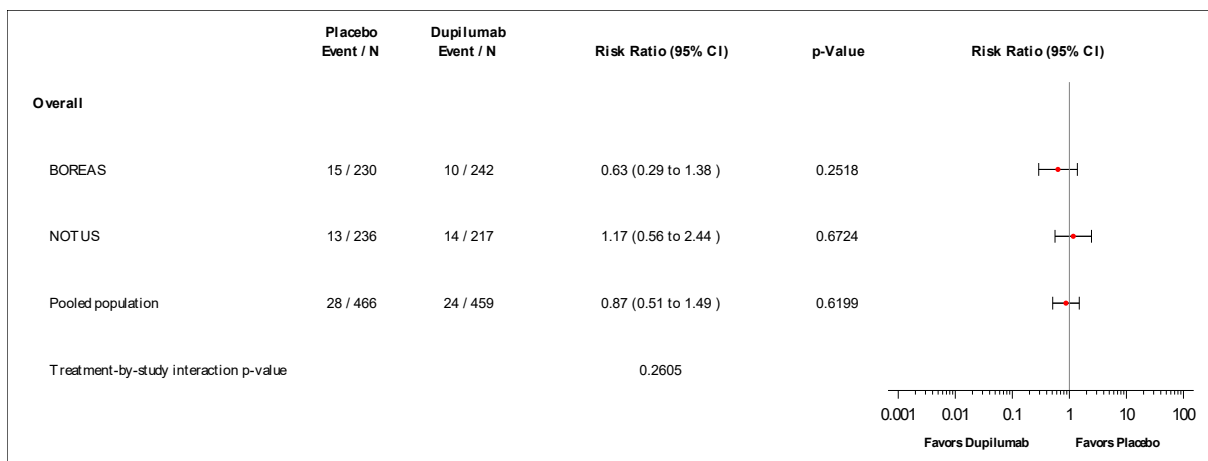 Placebo Dupilumab
Event / N Event / N Risk Ratio (95% CI) p-Value Risk Ratio (95% CI)
Overall
BOREAS 15 / 230 10 / 242 0.63 (0.29 to 1.38 ) 0.2518
NOTUS 13 / 236 14 / 217 1.17 (0.56 to 2.44 ) 0.6724
Pooled population 28 / 466 24 / 459 0.87 (0.51 to 1.49 ) 0.6199
Treatment-by-study interaction p-value 0.2605
0.001 0.01 0.1 1 10 100
Favors Dupilumab Favors Placebo